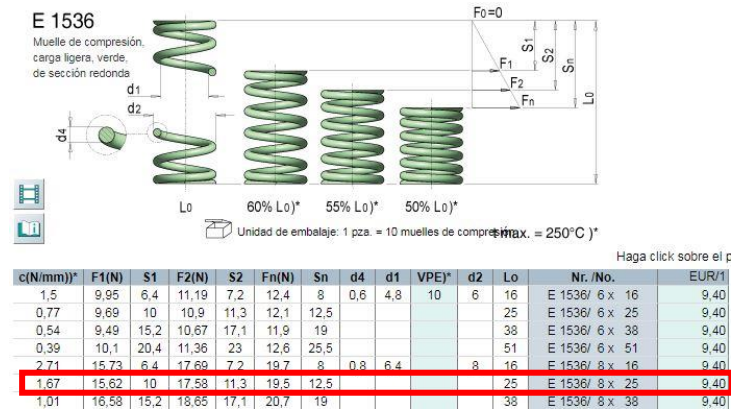 E 1536
Muelle de compresión,
carga ligera, verde,
de sección redonda
F0=0
S1
S2
Sn
L0
F1
F2
Fn
d1
d2
d4
L0
60% L0)*
55% L0)*
50% L0)*
Unidad de embalaje: 1 pza. = 10 muelles de compresión
max. = 250°C )*
Haga click sobre el p
c(N/mm))* F1(N) S1 F2(N) S2 Fn(N) Sn d4 d1 VPE)* d2 Lo Nr. /No. EUR/1
1,5 9,95 6,4 11,19 7,2 12,4 8 0,6 4,8 10 6 16 E 1536/ 6 x 16 9,40
0,77 9,69 10 10,9 11,3 12,1 12,5 25 E 1536/ 6 x 25 9,40
0,54 9,49 15,2 10,67 17,1 11,9 19 38 E 1536/ 6 x 38 9,40
0,39 10,1 20,4 11,36 23 12,6 25,5 51 E 1536/ 6 x 51 9,40
2,71 15,73 6,4 17,69 7,2 19,7 8 0,8 6,4 8 16 E 1536/ 8 x 16 9,40
1,67 15,62 10 17,58 11,3 19,5 12,5 25 E 1536/ 8 x 25 9,40
1,01 16,58 15,2 18,65 17,1 20,7 19 38 E 1536/ 8 x 38 9,40